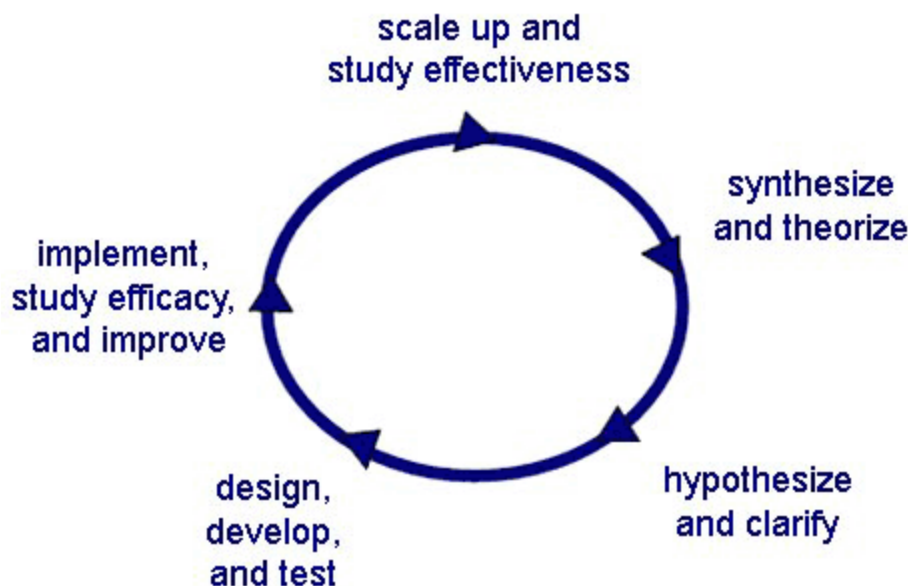 scale up and
study effectiveness
synthesize
and theorize
hypothesize
and clarify
design,
develop,
and test
implement,
study efficacy,
and improve